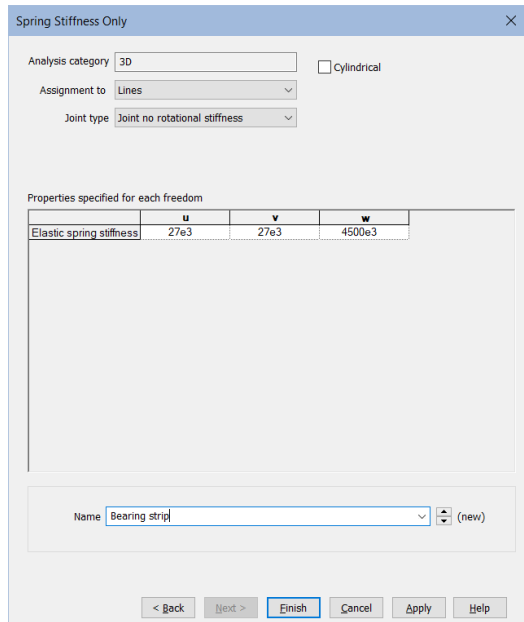 Spring Stiffness Only
Analysis category 3D
Cylindrical
Assignment to Lines
Joint type Joint no rotational stiffness
Properties specified for each freedom
u v w
Elastic spring stiffness 27e3 27e3 4500e3
Name Bearing strip (new)
< Back Next > Finish Cancel Apply Help